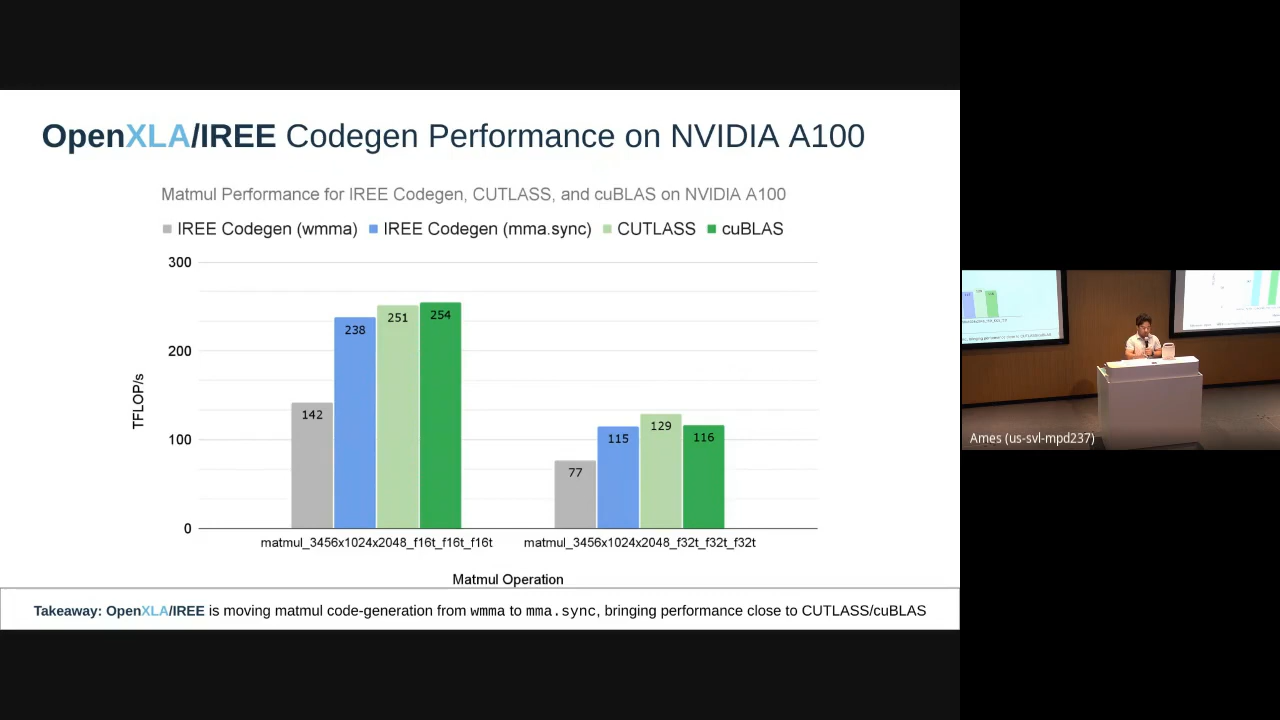 OpenXLA/IREE Codegen Performance on NVIDIA A100
Matmul Performance for IREE Codegen, CUTLASS, and cuBLAS on NVIDIA A100
IREE Codegen (wmma) IREE Codegen (mma.sync) CUTLASS cuBLAS
300
200
100
0
TFLOP/s
142
238
251
254
77
115
129
116
matmul_3456x1024x2048_f16t_f16t_f16t
matmul_3456x1024x2048_f32t_f32t_f32t
Matmul Operation
Takeaway: OpenXLA/IREE is moving matmul code-generation from wmma to mma.sync, bringing performance close to CUTLASS/cuBLAS
Ames (us-svl-mpd237)